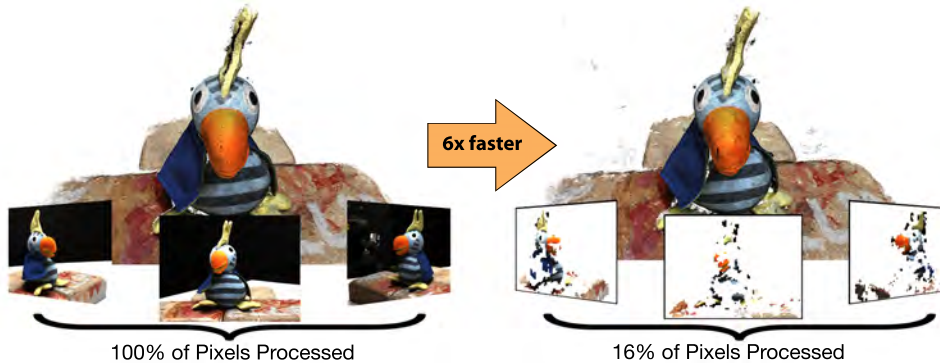 6x faster
100% of Pixels Processed
16% of Pixels Processed